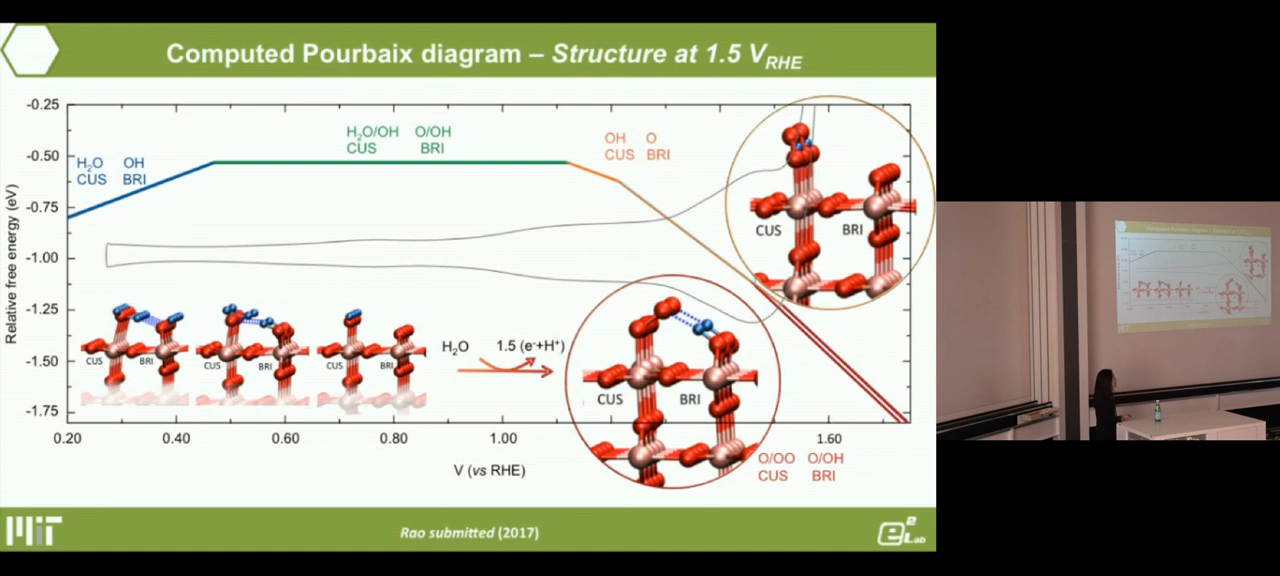 Computed Pourbaix diagram – Structure at 1.5 V_RHE
Relative free energy (eV)
-0.25
-0.50
-0.75
-1.00
-1.25
-1.50
-1.75
H₂O OH
CUS BRI
H₂O/OH O/OH
CUS BRI
OH O
CUS BRI
CUS BRI
CUS BRI
CUS BRI
CUS BRI
H₂O 1.5 (e⁻+H⁺)
CUS BRI
O/OO O/OH
CUS BRI
0.20 0.40 0.60 0.80 1.00 1.60
V (vs RHE)
MIT
Rao submitted (2017)
e² Lab